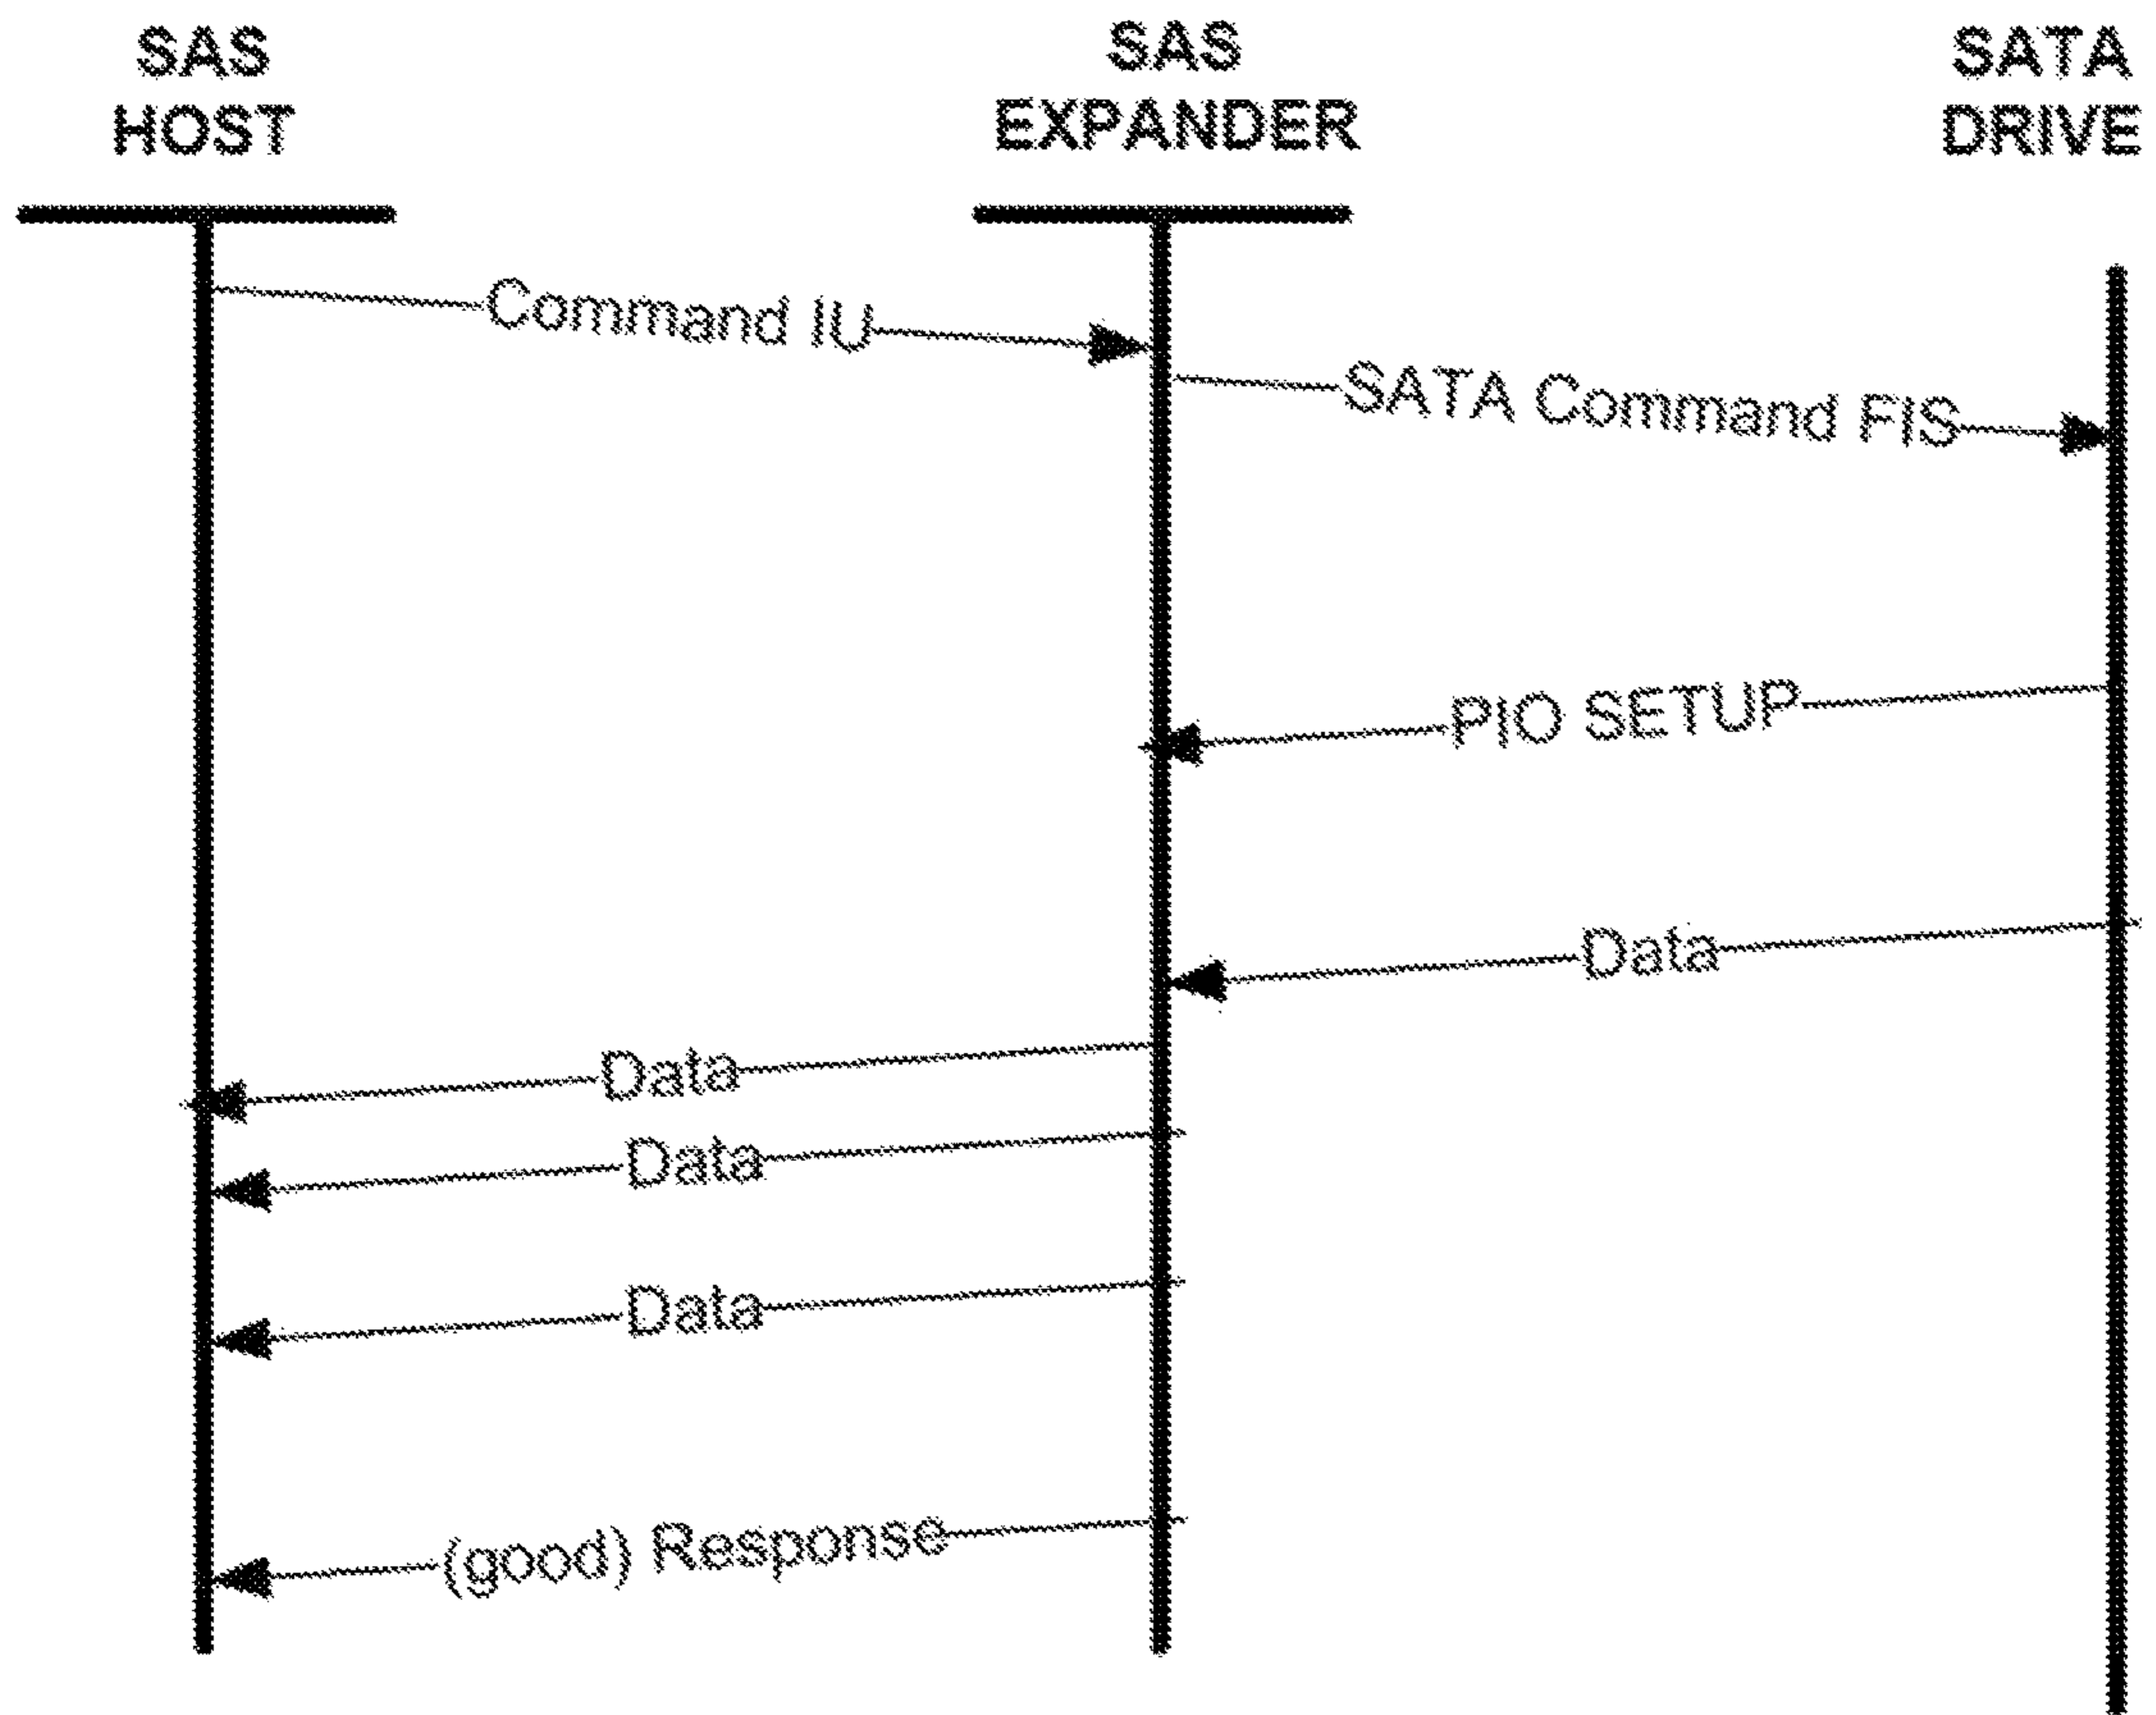 SAS
HOST
SAS
EXPANDER
SATA
DRIVE
Command IU
SATA Command FIS
PIO SETUP
Data
Data
Data
Data
(good) Response